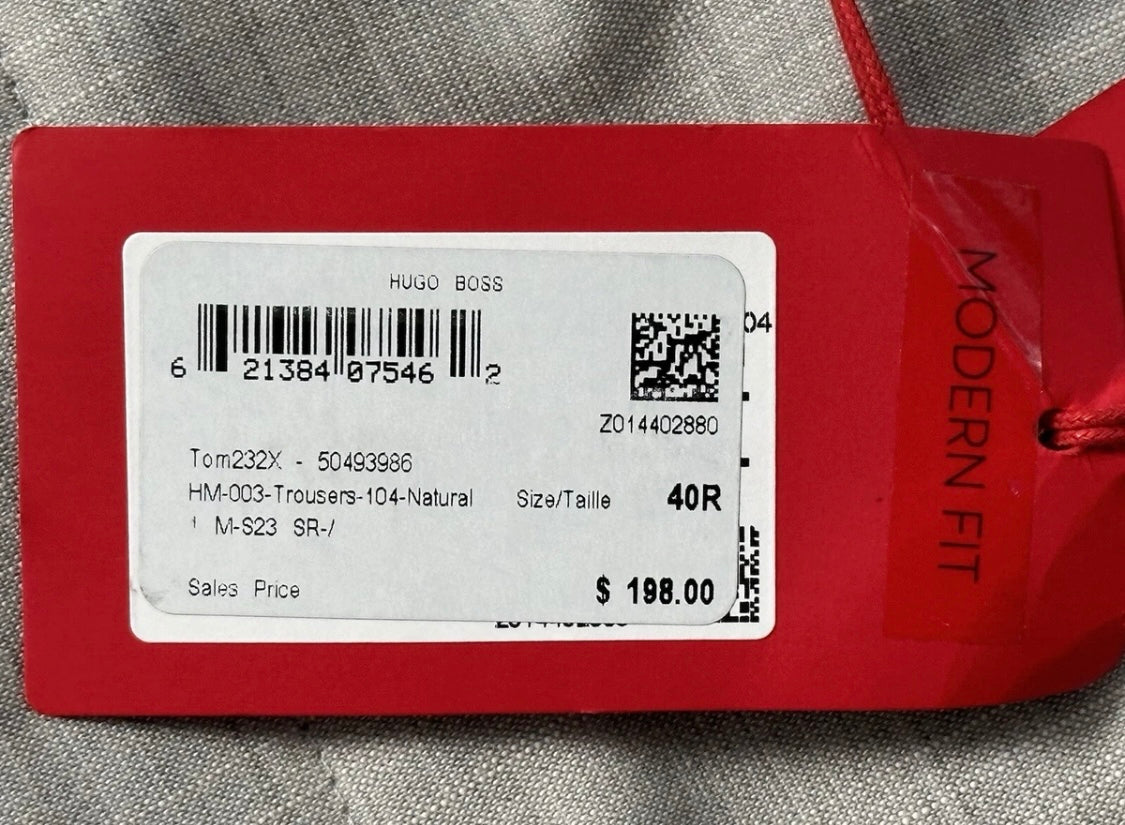 HUGO BOSS
6 21384 07546 2
04
Z014402880
Tom232X - 50493986
HM-003-Trousers-104-Natural Size/Taille 40R
M-S23 SR-/
Sales Price $ 198.00
MODERN FIT